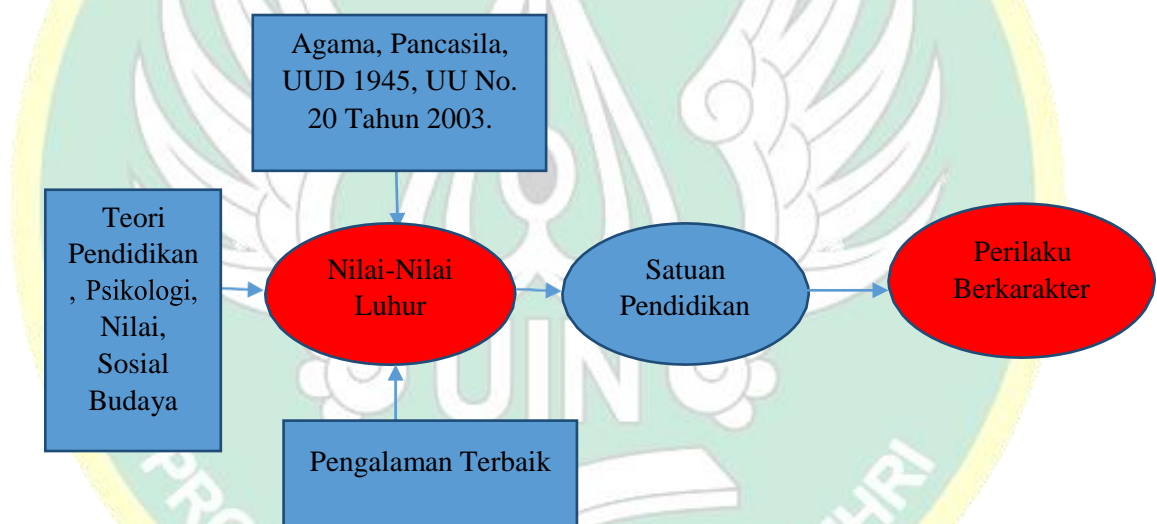 Agama, Pancasila,
UUD 1945, UU No.
20 Tahun 2003.
Teori
Pendidikan
, Psikologi,
Nilai,
Sosial
Budaya
Nilai-Nilai
Luhur
Satuan
Pendidikan
Perilaku
Berkarakter
Pengalaman Terbaik
UIN